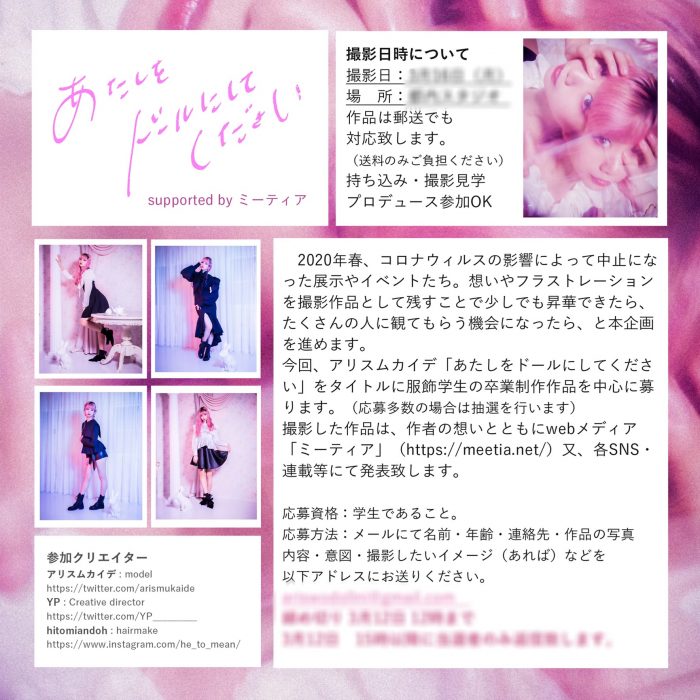 あたしを
ドールにして
ください
supported by ミーティア
撮影日時について
撮影日：
場　所：
作品は郵送でも
対応致します。
（送料のみご負担ください）
持ち込み・撮影見学
プロデュース参加OK
2020年春、コロナウィルスの影響によって中止にな
った展示やイベントたち。想いやフラストレーション
を撮影作品として残すことで少しでも昇華できたら、
たくさんの人に観てもらう機会になったら、と本企画
を進めます。
今回、アリスムカイデ「あたしをドールにしてくださ
い」をタイトルに服飾学生の卒業制作作品を中心に募
ります。（応募多数の場合は抽選を行います）
撮影した作品は、作者の想いとともにwebメディア
「ミーティア」（https://meetia.net/）又、各SNS・
連載等にて発表致します。
応募資格：学生であること。
応募方法：メールにて名前・年齢・連絡先・作品の写真
内容・意図・撮影したいイメージ（あれば）などを
以下アドレスにお送りください。
参加クリエイター
アリスムカイデ : model
https://twitter.com/arismukaide
YP : Creative director
https://twitter.com/YP________
hitomiandoh : hairmake
https://www.instagram.com/he_to_mean/